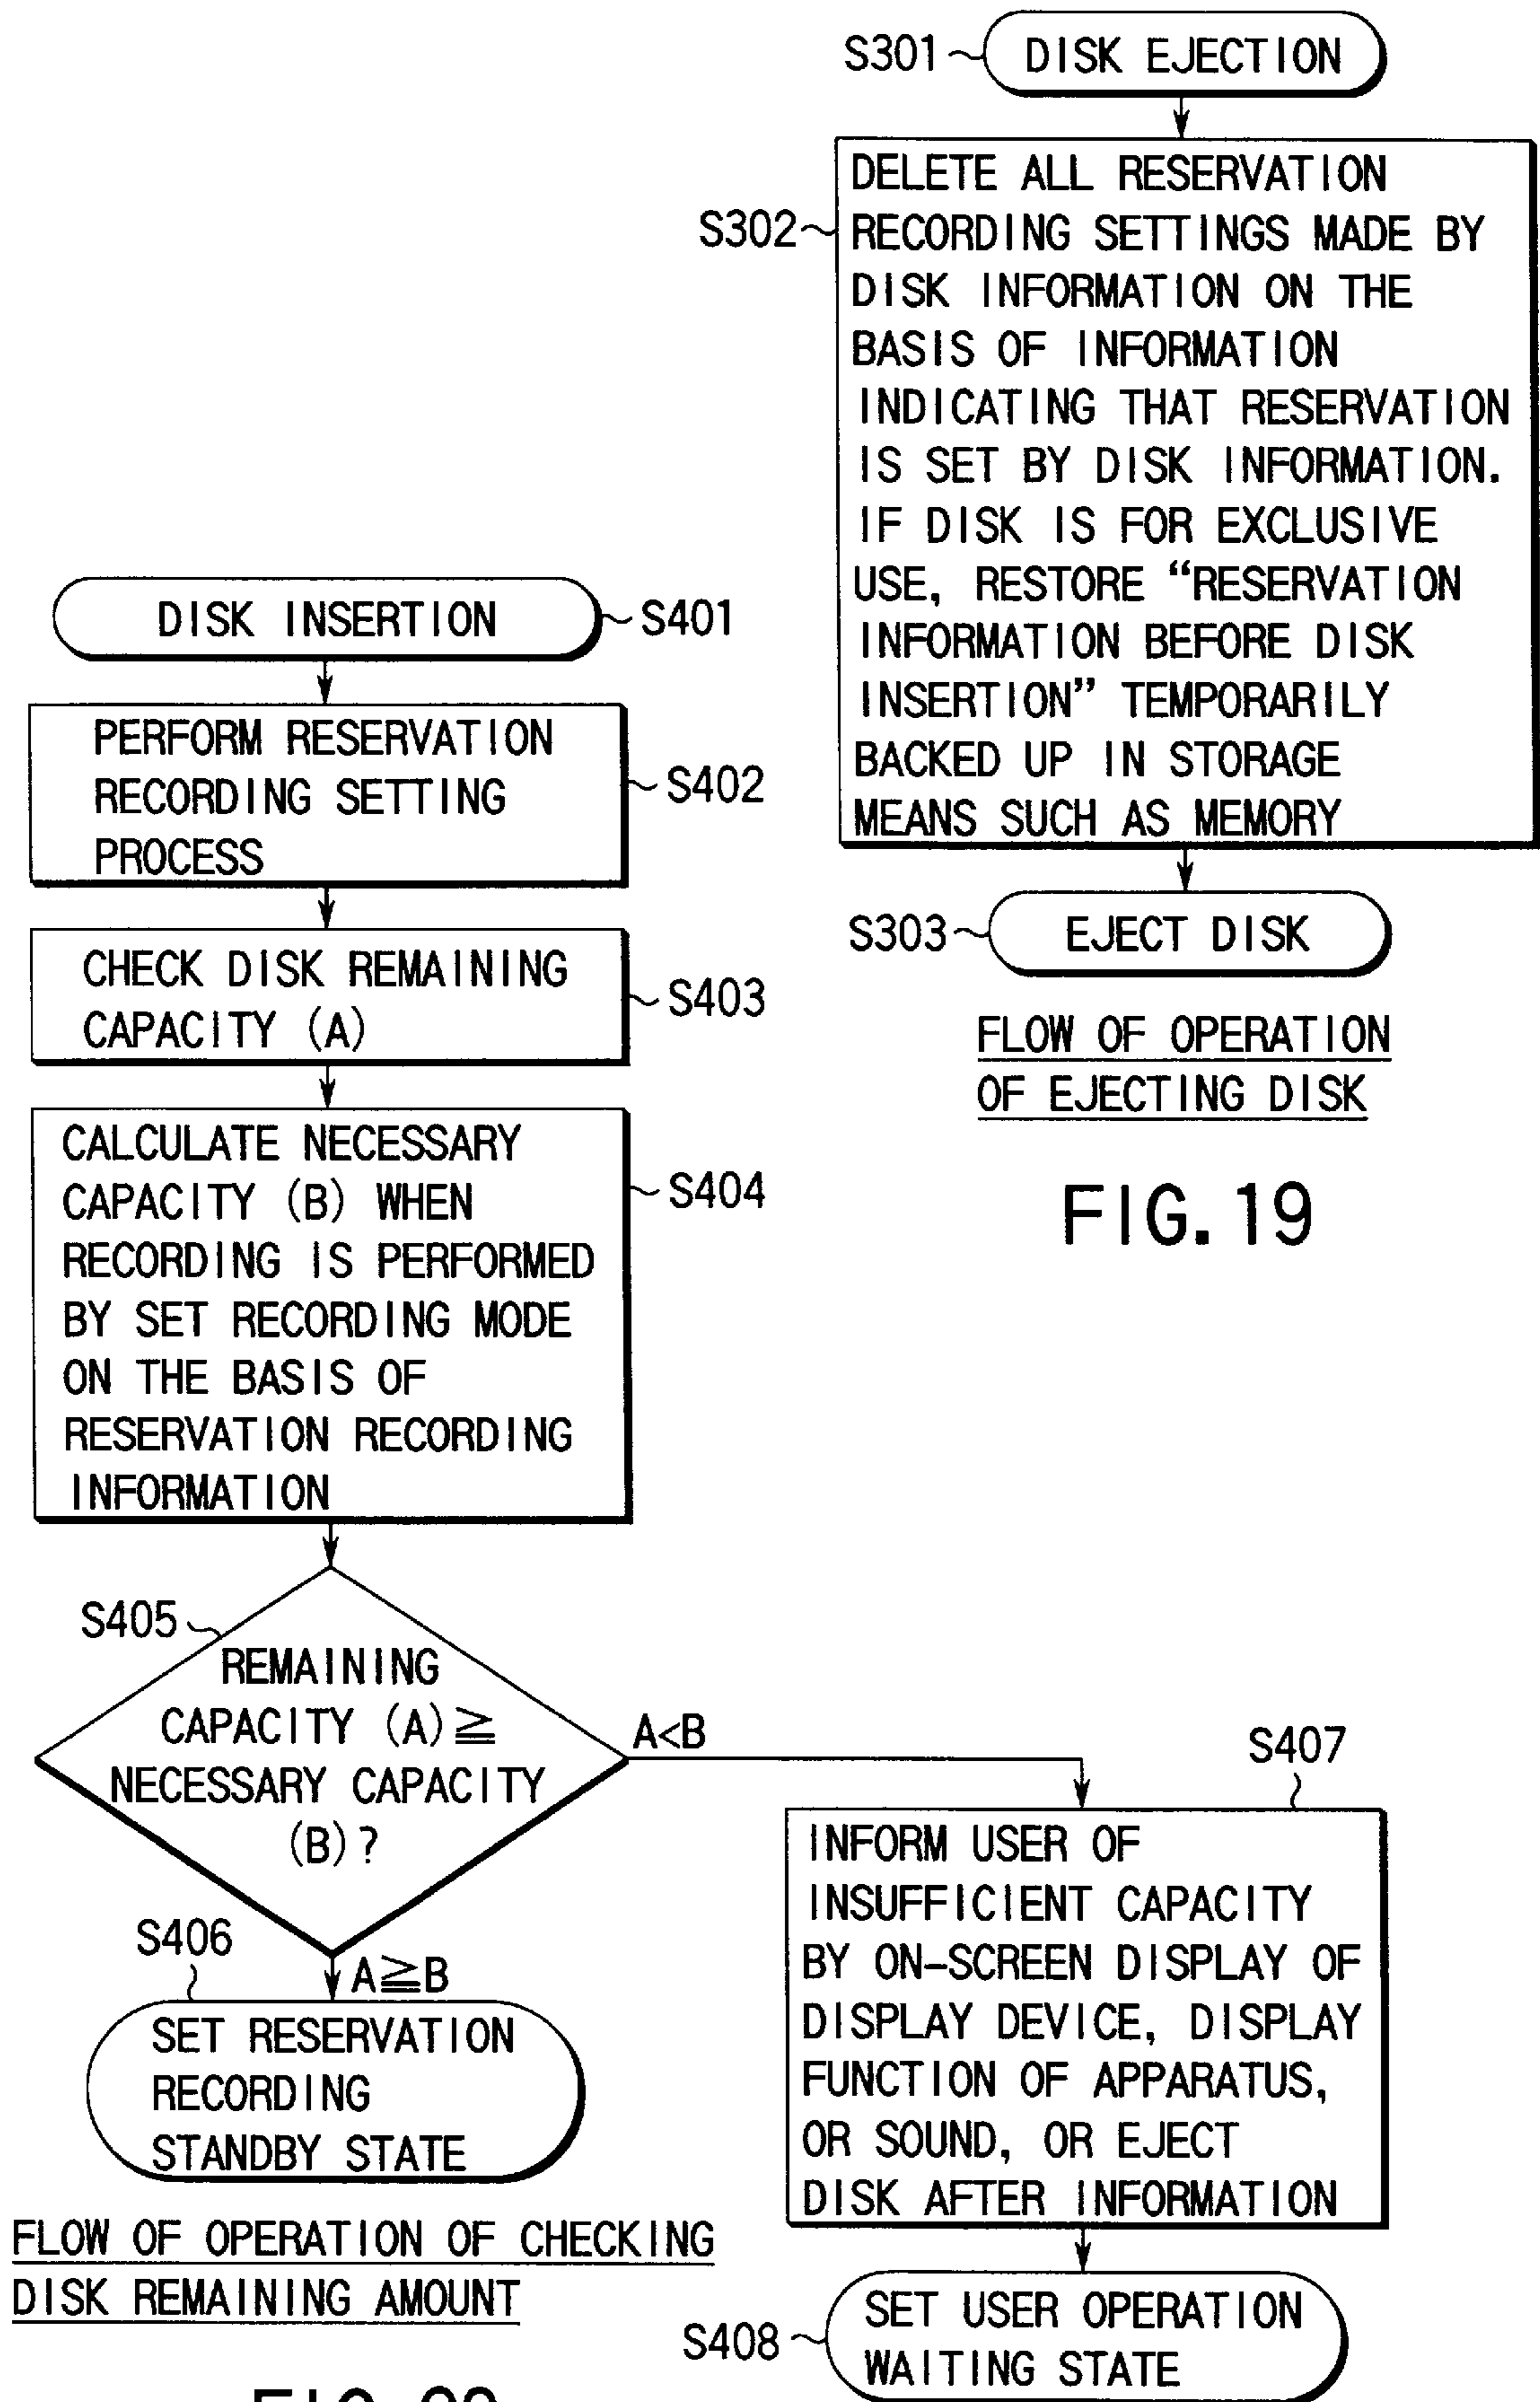 S301
DISK EJECTION
S302
DELETE ALL RESERVATION
RECORDING SETTINGS MADE BY
DISK INFORMATION ON THE
BASIS OF INFORMATION
INDICATING THAT RESERVATION
IS SET BY DISK INFORMATION.
IF DISK IS FOR EXCLUSIVE
USE, RESTORE “RESERVATION
INFORMATION BEFORE DISK
INSERTION” TEMPORARILY
BACKED UP IN STORAGE
MEANS SUCH AS MEMORY
S303
EJECT DISK
FLOW OF OPERATION
OF EJECTING DISK
FIG. 19
DISK INSERTION
S401
PERFORM RESERVATION
RECORDING SETTING
PROCESS
S402
CHECK DISK REMAINING
CAPACITY (A)
S403
CALCULATE NECESSARY
CAPACITY (B) WHEN
RECORDING IS PERFORMED
BY SET RECORDING MODE
ON THE BASIS OF
RESERVATION RECORDING
INFORMATION
S404
S405
REMAINING
CAPACITY (A) ≧
NECESSARY CAPACITY
(B)?
A<B
S406
A≧B
SET RESERVATION
RECORDING
STANDBY STATE
S407
INFORM USER OF
INSUFFICIENT CAPACITY
BY ON-SCREEN DISPLAY OF
DISPLAY DEVICE, DISPLAY
FUNCTION OF APPARATUS,
OR SOUND, OR EJECT
DISK AFTER INFORMATION
S408
SET USER OPERATION
WAITING STATE
FLOW OF OPERATION OF CHECKING
DISK REMAINING AMOUNT